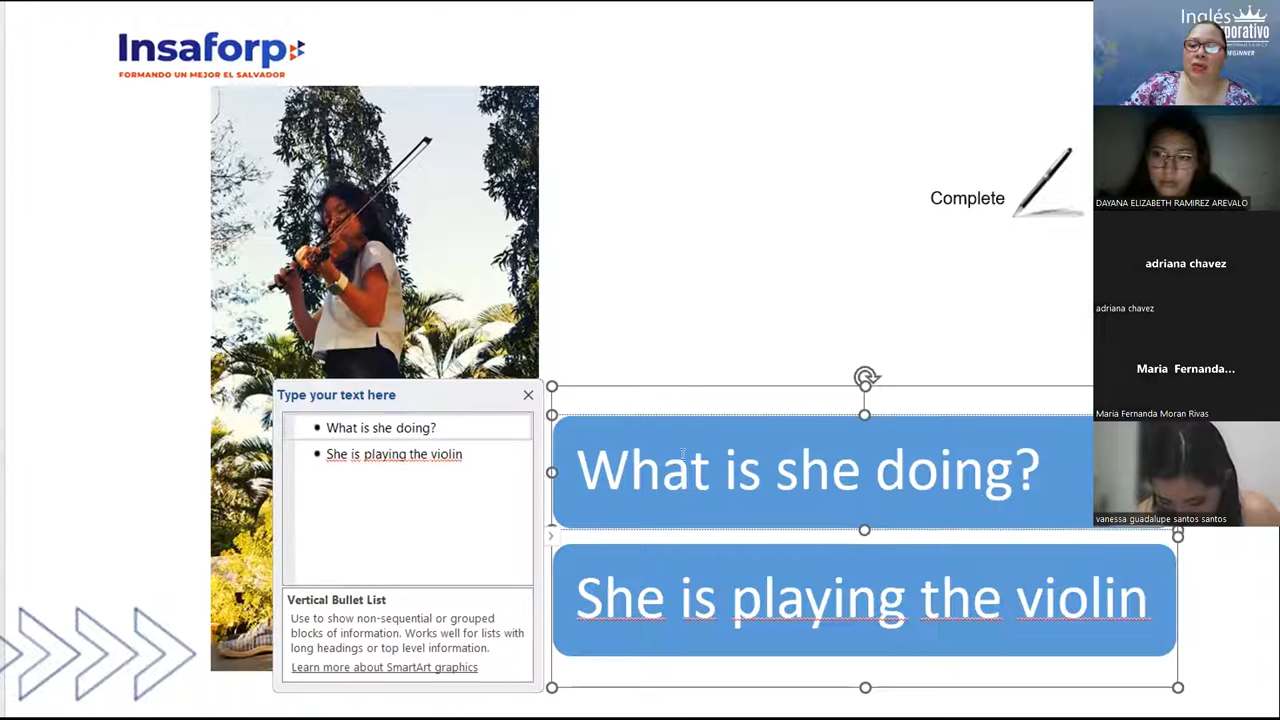 Insaforp
FORMANDO UN MEJOR EL SALVADOR
Complete
Type your text here
What is she doing?
She is playing the violin
Vertical Bullet List
Use to show non-sequential or grouped
blocks of information. Works well for lists with
long headings or top level information.
Learn more about SmartArt graphics
What is she doing?
She is playing the violin
Inglés
BEGINNER
DAYANA ELIZABETH RAMIREZ AREVALO
adriana chavez
adriana chavez
Maria Fernanda...
Maria Fernanda Moran Rivas
vanessa guadalupe santos santos